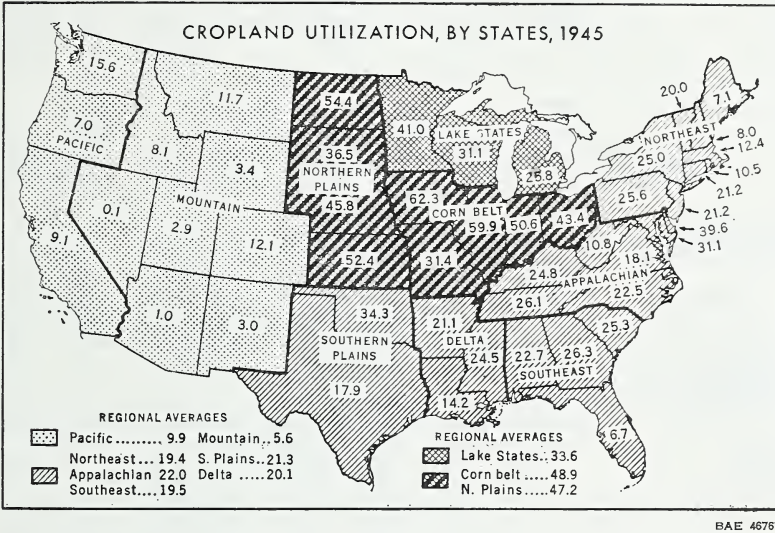 CROPLAND UTILIZATION, BY STATES, 1945
15.6
7.0
PACIFIC
9.1
11.7
8.1
3.4
MOUNTAIN
0.1
2.9
12.1
1.0
3.0
54.4
36.5
NORTHERN
PLAINS
45.8
52.4
41.0
LAKE STATES
31.1
25.8
62.3
CORN BELT
59.9
50.6
43.4
31.4
34.3
SOUTHERN
PLAINS
17.9
21.1
DELTA
24.5
14.2
20.0
7.1
NORTHEAST
8.0
12.4
25.0
10.5
21.2
25.6
21.2
39.6
31.1
10.8
18.1
24.8
APPALACHIAN
22.5
26.1
25.3
22.7
26.3
SOUTHEAST
6.7
REGIONAL AVERAGES
Pacific ......... 9.9 Mountain.. 5.6
Northeast... 19.4 S. Plains..21.3
Appalachian 22.0 Delta .....20.1
Southeast.... 19.5
REGIONAL AVERAGES
Lake States..33.6
Corn belt .....48.9
N. Plains .....47.2
BAE 4676